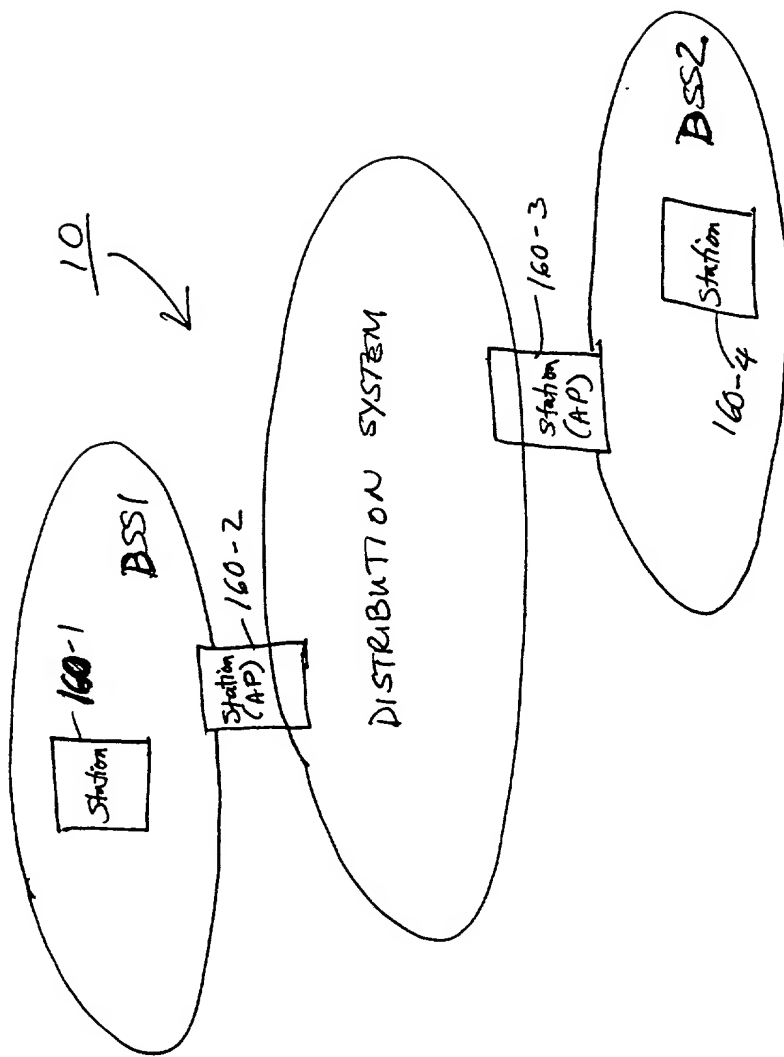 10
BSS1
Station
160-1
Station
(AP)
160-2
DISTRIBUTION SYSTEM
Station
(AP)
160-3
BSS2
Station
160-4